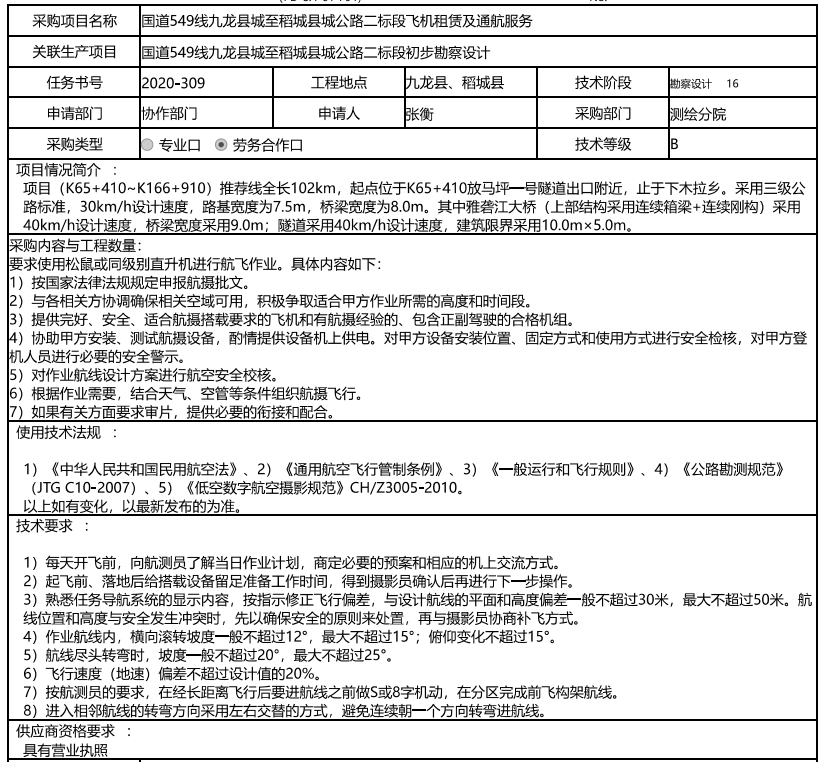 采购项目名称 国道549线九龙县城至稻城县城公路二标段飞机租赁及通航服务
关联生产项目 国道549线九龙县城至稻城县城公路二标段初步勘察设计
任务书号 2020-309 工程地点 九龙县、稻城县 技术阶段 勘察设计 16
申请部门 协作部门 申请人 张衡 采购部门 测绘分院
采购类型 专业口 劳务合作口 技术等级 B
项目情况简介 ：
项目（K65+410~K166+910）推荐线全长102km，起点位于K65+410放马坪一号隧道出口附近，止于下木拉乡。采用三级公
路标准，30km/h设计速度，路基宽度为7.5m，桥梁宽度为8.0m。其中雅砻江大桥（上部结构采用连续箱梁+连续刚构）采用
40km/h设计速度，桥梁宽度采用9.0m；隧道采用40km/h设计速度，建筑限界采用10.0m×5.0m。
采购内容与工程数量：
要求使用松鼠或同级别直升机进行航飞作业。具体内容如下：
1）按国家法律法规规定申报航摄批文。
2）与各相关方协调确保相关空域可用，积极争取适合甲方作业所需的高度和时间段。
3）提供完好、安全、适合航摄搭载要求的飞机和有航摄经验的、包含正副驾驶的合格机组。
4）协助甲方安装、测试航摄设备，酌情提供设备机上供电。对甲方设备安装位置、固定方式和使用方式进行安全检核，对甲方登
机人员进行必要的安全警示。
5）对作业航线设计方案进行航空安全校核。
6）根据作业需要，结合天气、空管等条件组织航摄飞行。
7）如果有关方面要求审片，提供必要的衔接和配合。
使用技术法规 ：
1）《中华人民共和国民用航空法》、2）《通用航空飞行管制条例》、3）《一般运行和飞行规则》、4）《公路勘测规范》
（JTG C10-2007）、5）《低空数字航空摄影规范》CH/Z3005-2010。
以上如有变化，以最新发布的为准。
技术要求 ：
1）每天开飞前，向航测员了解当日作业计划，商定必要的预案和相应的机上交流方式。
2）起飞前、落地后给搭载设备留足准备工作时间，得到摄影员确认后再进行下一步操作。
3）熟悉任务导航系统的显示内容，按指示修正飞行偏差，与设计航线的平面和高度偏差一般不超过30米，最大不超过50米。航
线位置和高度与安全发生冲突时，先以确保安全的原则来处置，再与摄影员协商补飞方式。
4）作业航线内，横向滚转坡度一般不超过12°，最大不超过15°；俯仰变化不超过15°。
5）航线尽头转弯时，坡度一般不超过20°，最大不超过25°。
6）飞行速度（地速）偏差不超过设计值的20%。
7）按航测员的要求，在经长距离飞行后要进航线之前做S或8字机动，在分区完成前飞构架航线。
8）进入相邻航线的转弯方向采用左右交替的方式，避免连续朝一个方向转弯进航线。
供应商资格要求 ：
具有营业执照